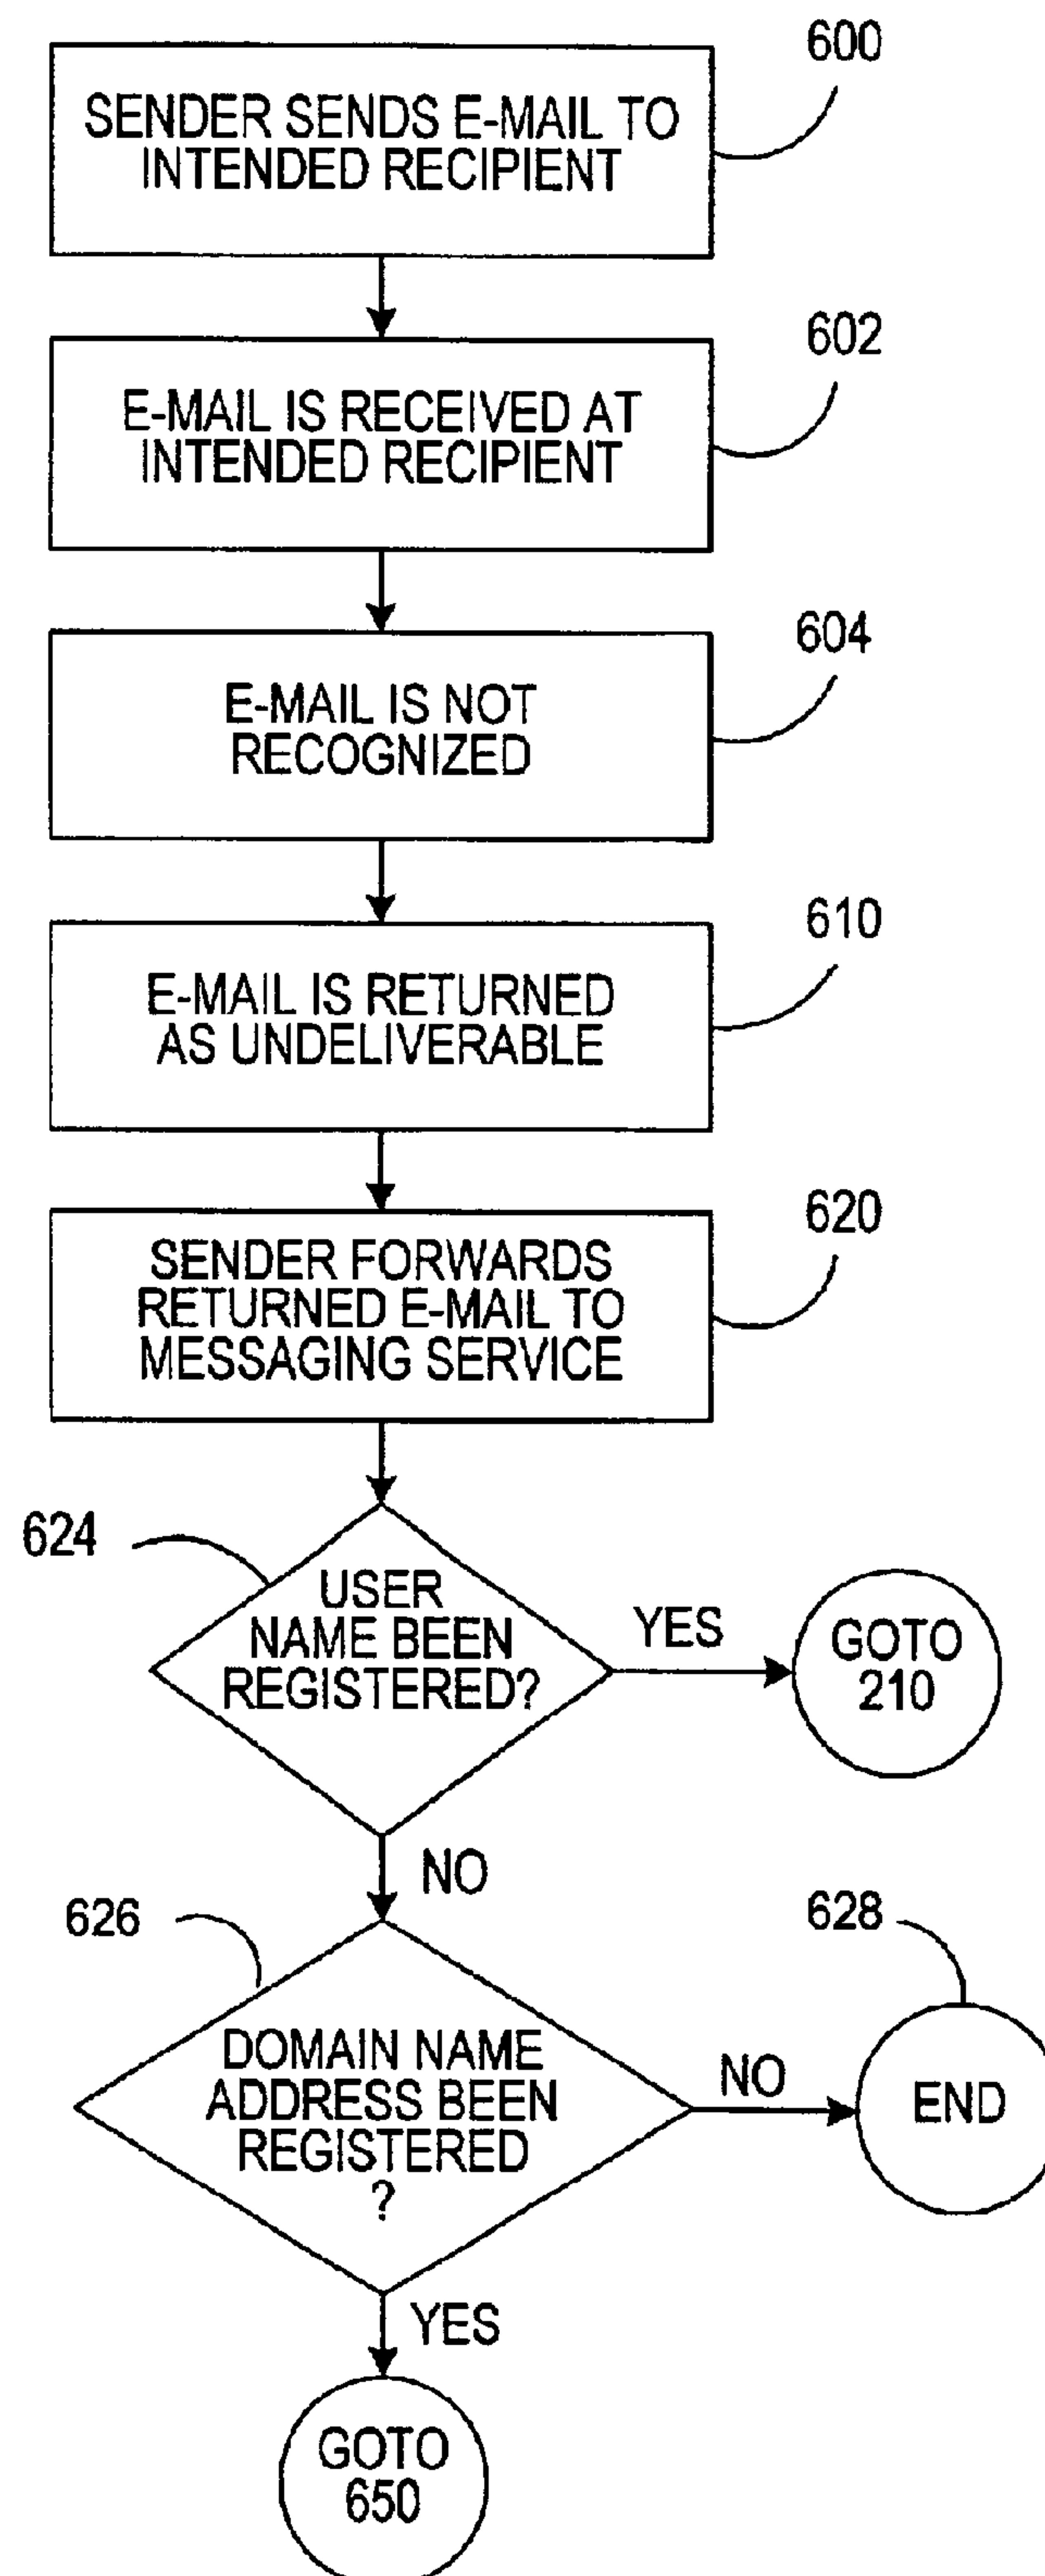 600
SENDER SENDS E-MAIL TO
INTENDED RECIPIENT
602
E-MAIL IS RECEIVED AT
INTENDED RECIPIENT
604
E-MAIL IS NOT
RECOGNIZED
610
E-MAIL IS RETURNED
AS UNDELIVERABLE
620
SENDER FORWARDS
RETURNED E-MAIL TO
MESSAGING SERVICE
624
USER
NAME BEEN
REGISTERED?
YES
GOTO
210
NO
626
628
DOMAIN NAME
ADDRESS BEEN
REGISTERED
?
NO
END
YES
GOTO
650